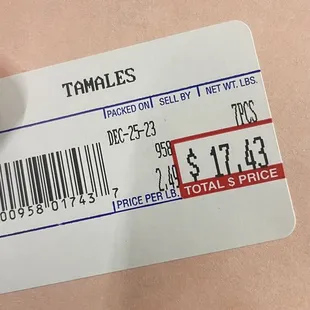 TAMALES
PACKED ON SELL BY NET WT. LBS.
DEC-25-23 7PCS
958
2.49 $ 17.43
PRICE PER LB. TOTAL $ PRICE
00958 01743 7